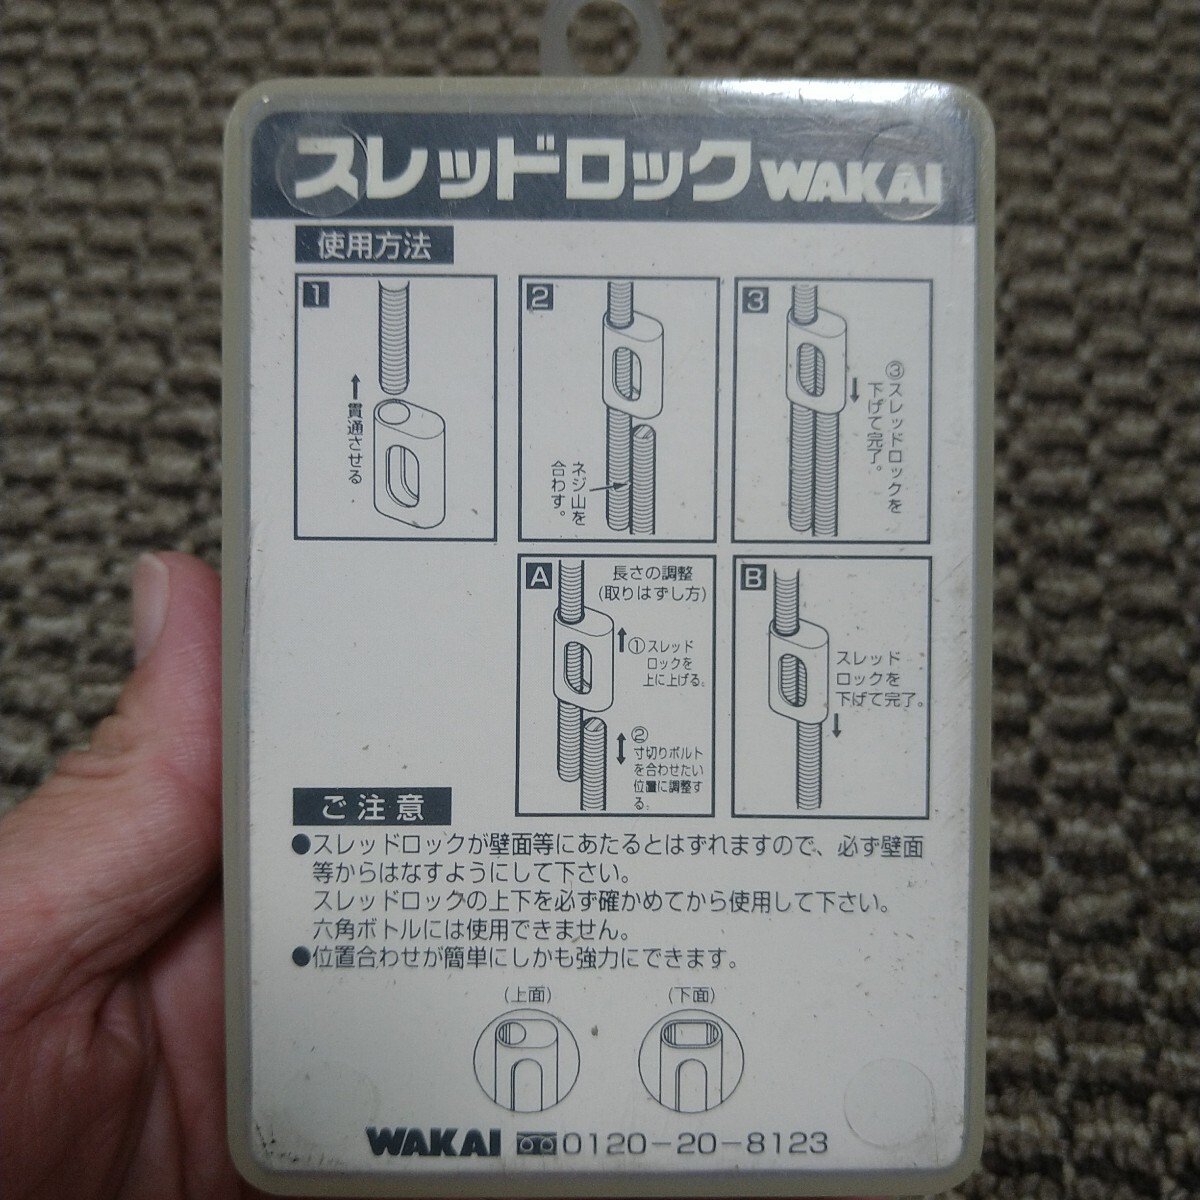 スレッドロック WAKAI
使用方法
1
貫通させる
2
ネジ山を
合わす。
3
③スレッドロックを
下げて完了。
A
長さの調整
(取りはずし方)
①スレッド
ロックを
上に上げる。
②
寸切りボルト
を合わせたい
位置に調整す
る。
B
スレッド
ロックを
下げて完了。
ご注意
●スレッドロックが壁面等にあたるとはずれますので、必ず壁面
等からはなすようにして下さい。
スレッドロックの上下を必ず確かめてから使用して下さい。
六角ボトルには使用できません。
●位置合わせが簡単にしかも強力にできます。
(上面)
(下面)
WAKAI 0120-20-8123